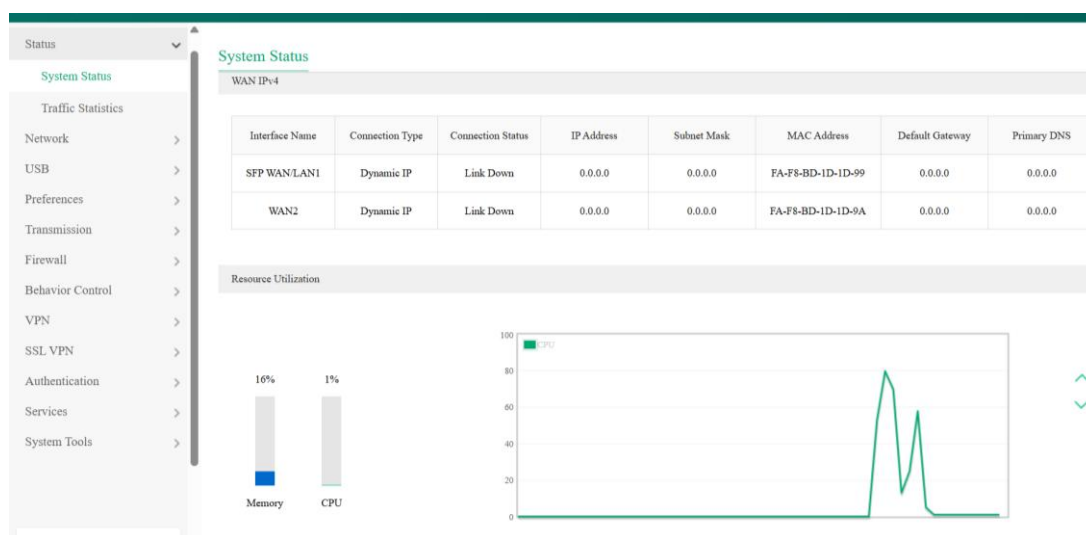 Status
System Status
Traffic Statistics
Network
USB
Preferences
Transmission
Firewall
Behavior Control
VPN
SSL VPN
Authentication
Services
System Tools
System Status
WAN IPv4
Interface Name Connection Type Connection Status IP Address Subnet Mask MAC Address Default Gateway Primary DNS
SFP WAN/LAN1 Dynamic IP Link Down 0.0.0.0 0.0.0.0 FA-F8-BD-1D-1D-99 0.0.0.0 0.0.0.0
WAN2 Dynamic IP Link Down 0.0.0.0 0.0.0.0 FA-F8-BD-1D-1D-9A 0.0.0.0 0.0.0.0
Resource Utilization
16% 1%
Memory CPU
100
CPU
80
60
40
20
0